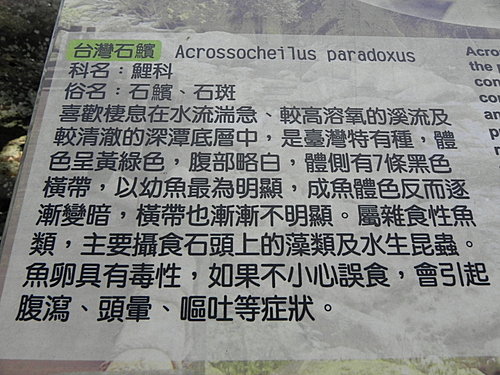 台灣石鱝 Acrossocheilus paradoxus
科名：鯉科
俗名：石鱝、石斑
喜歡棲息在水流湍急、較高溶氧的溪流及
較清澈的深潭底層中，是臺灣特有種，體
色呈黃綠色，腹部略白，體側有7條黑色
橫帶，以幼魚最為明顯，成魚體色反而逐
漸變暗，橫帶也漸漸不明顯。屬雜食性魚
類，主要攝食石頭上的藻類及水生昆蟲。
魚卵具有毒性，如果不小心誤食，會引起
腹瀉、頭暈、嘔吐等症狀。
Acro
the p
con
con